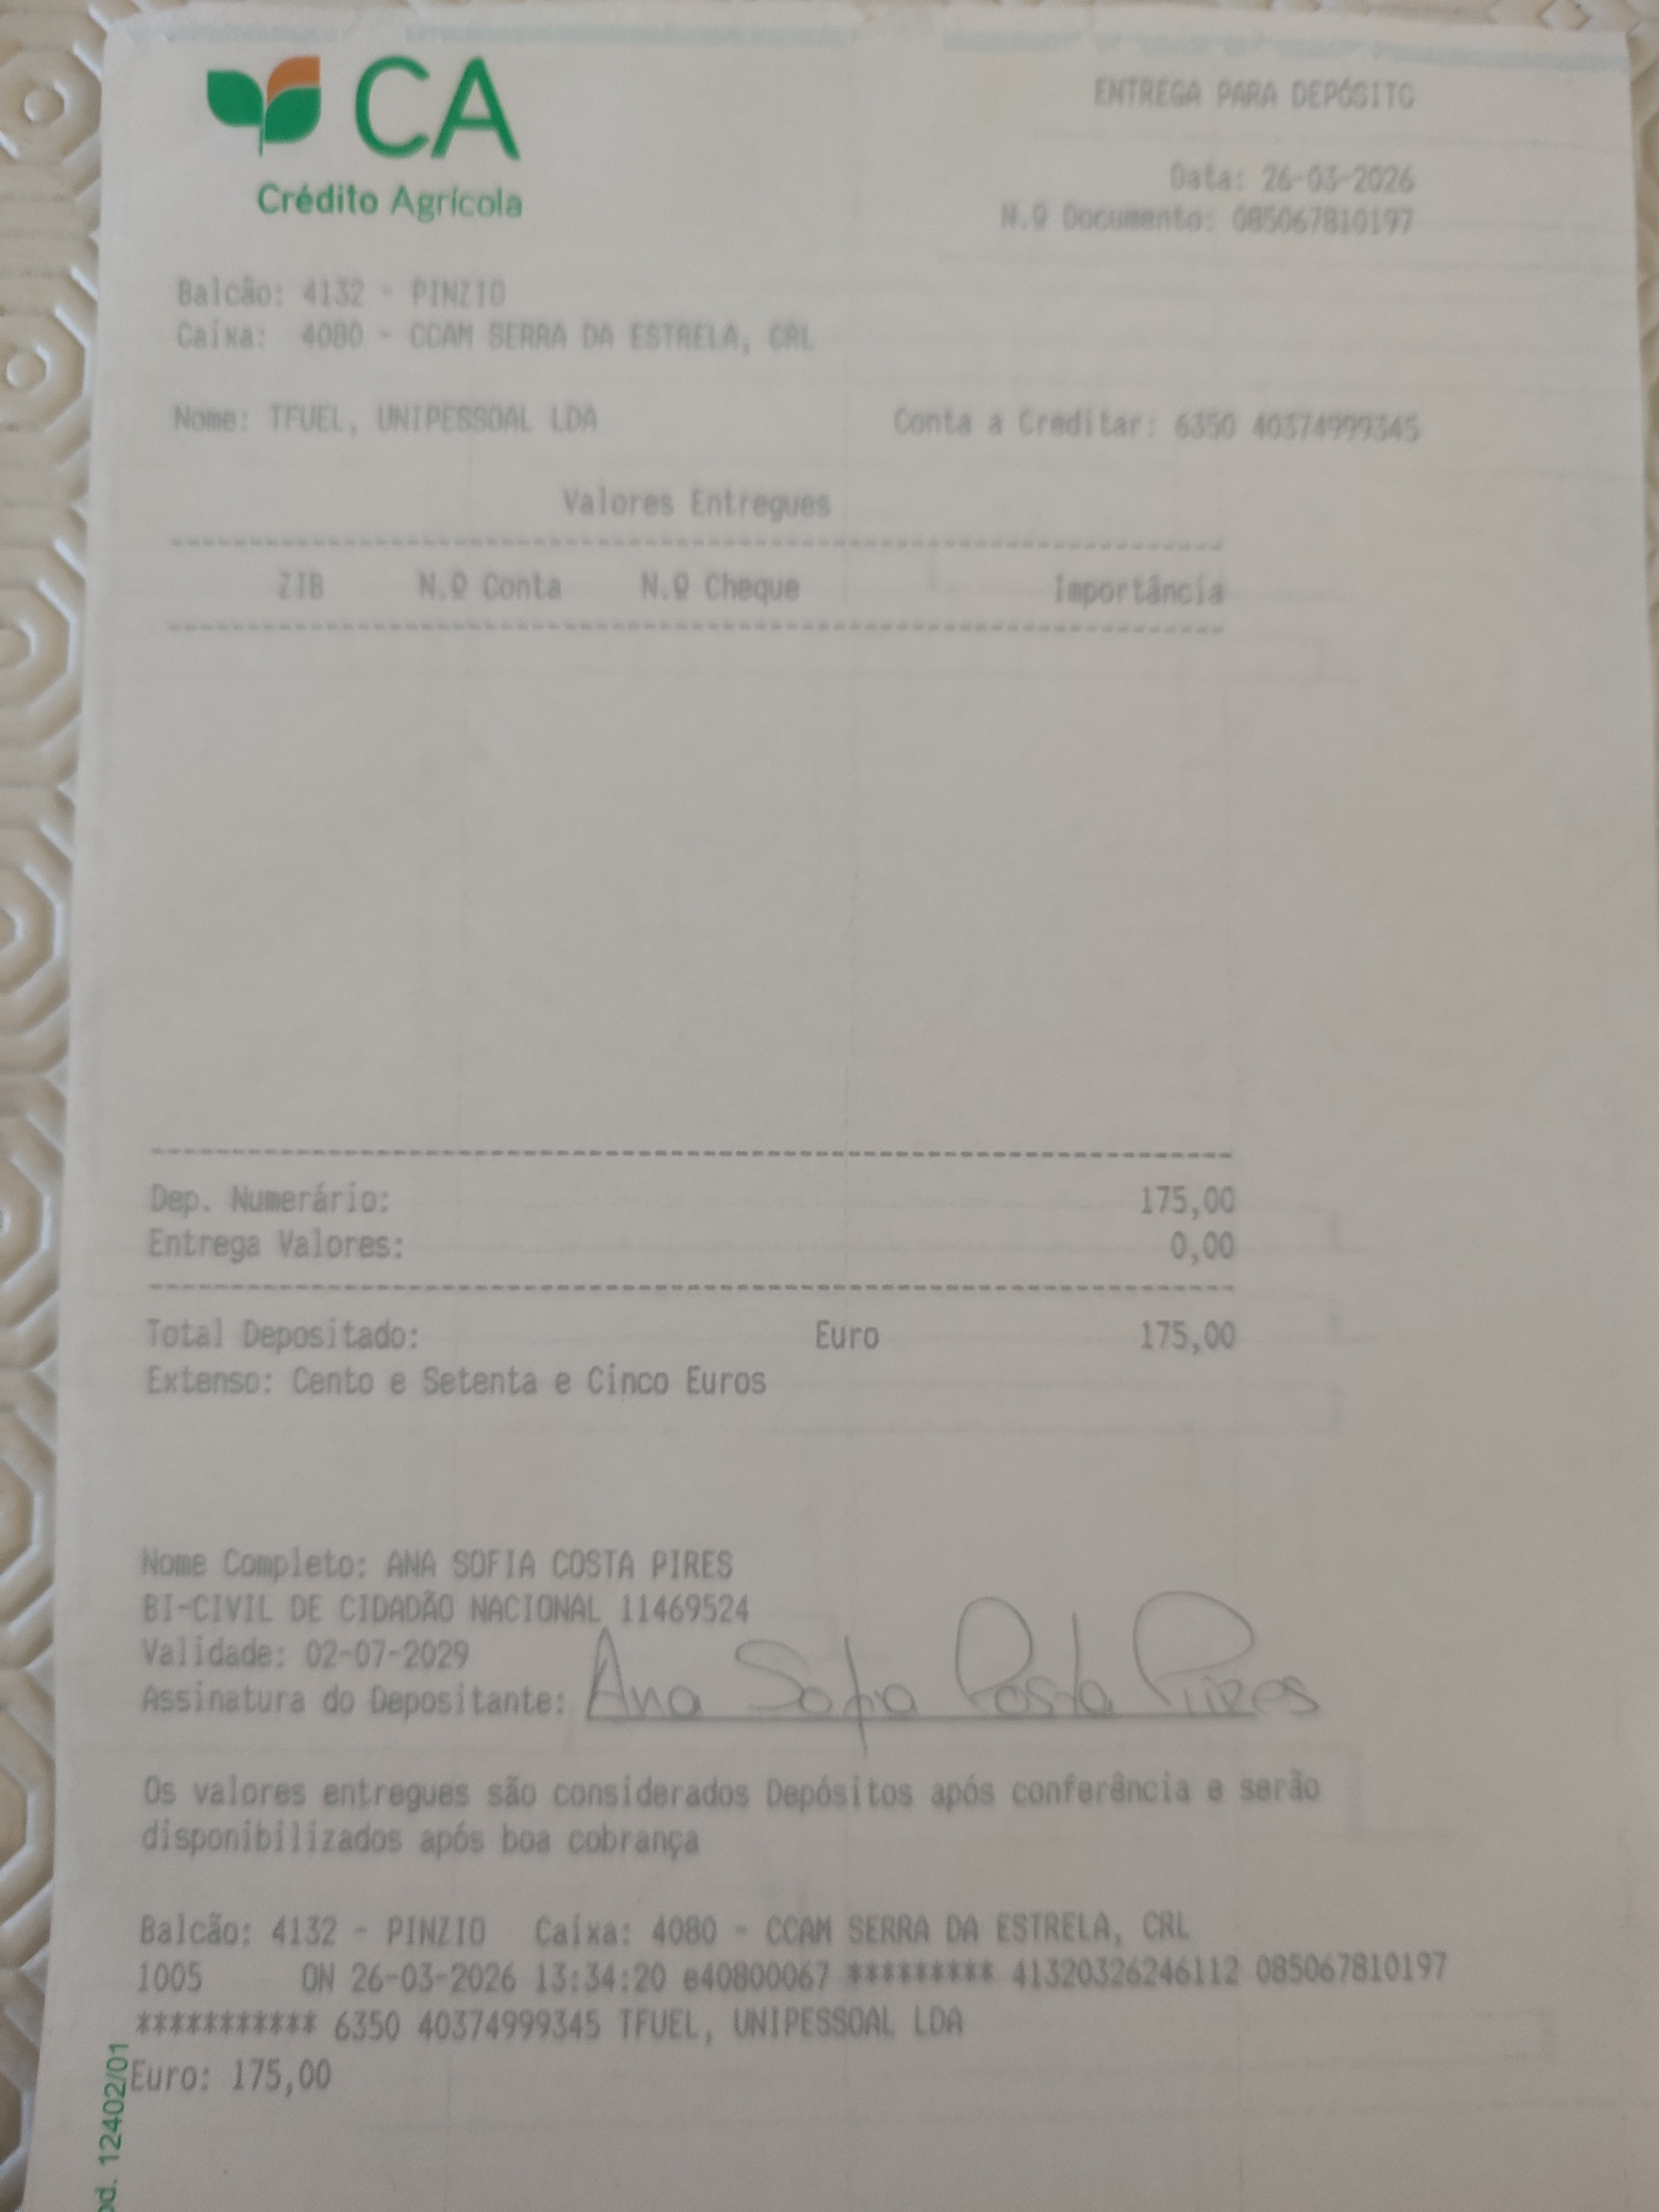 CA
Crédito Agrícola
ENTREGA PARA DEPÓSITO
Data: 26-03-2026
N.º Documento: 085067810197
Balcão: 4132 - PINZIO
Caixa: 4080 - CCAM SERRA DA ESTRELA, CRL
Nome: TFUEL, UNIPESSOAL LDA Conta a Creditar: 6350 40374999345
Valores Entregues
ZIB N.º Conta N.º Cheque Importância
Dep. Numerário: 175,00
Entrega Valores: 0,00
Total Depositado: Euro 175,00
Extenso: Cento e Setenta e Cinco Euros
Nome Completo: ANA SOFIA COSTA PIRES
BI-CIVIL DE CIDADÃO NACIONAL 11469524
Validade: 02-07-2029
Assinatura do Depositante: Ana Sofia Costa Pires
Os valores entregues são considerados Depósitos após conferência e serão
disponibilizados após boa cobrança
Balcão: 4132 - PINZIO Caixa: 4080 - CCAM SERRA DA ESTRELA, CRL
1005 ON 26-03-2026 13:34:20 e40800067 ********* 41320326246112 085067810197
*********** 6350 40374999345 TFUEL, UNIPESSOAL LDA
Euro: 175,00
od. 12402/01